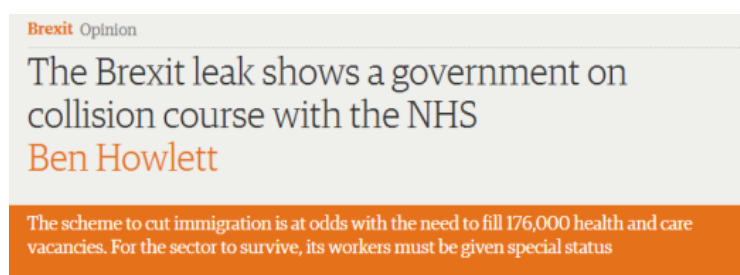 Brexit Opinion
The Brexit leak shows a government on
collision course with the NHS
Ben Howlett
The scheme to cut immigration is at odds with the need to fill 176,000 health and care
vacancies. For the sector to survive, its workers must be given special status